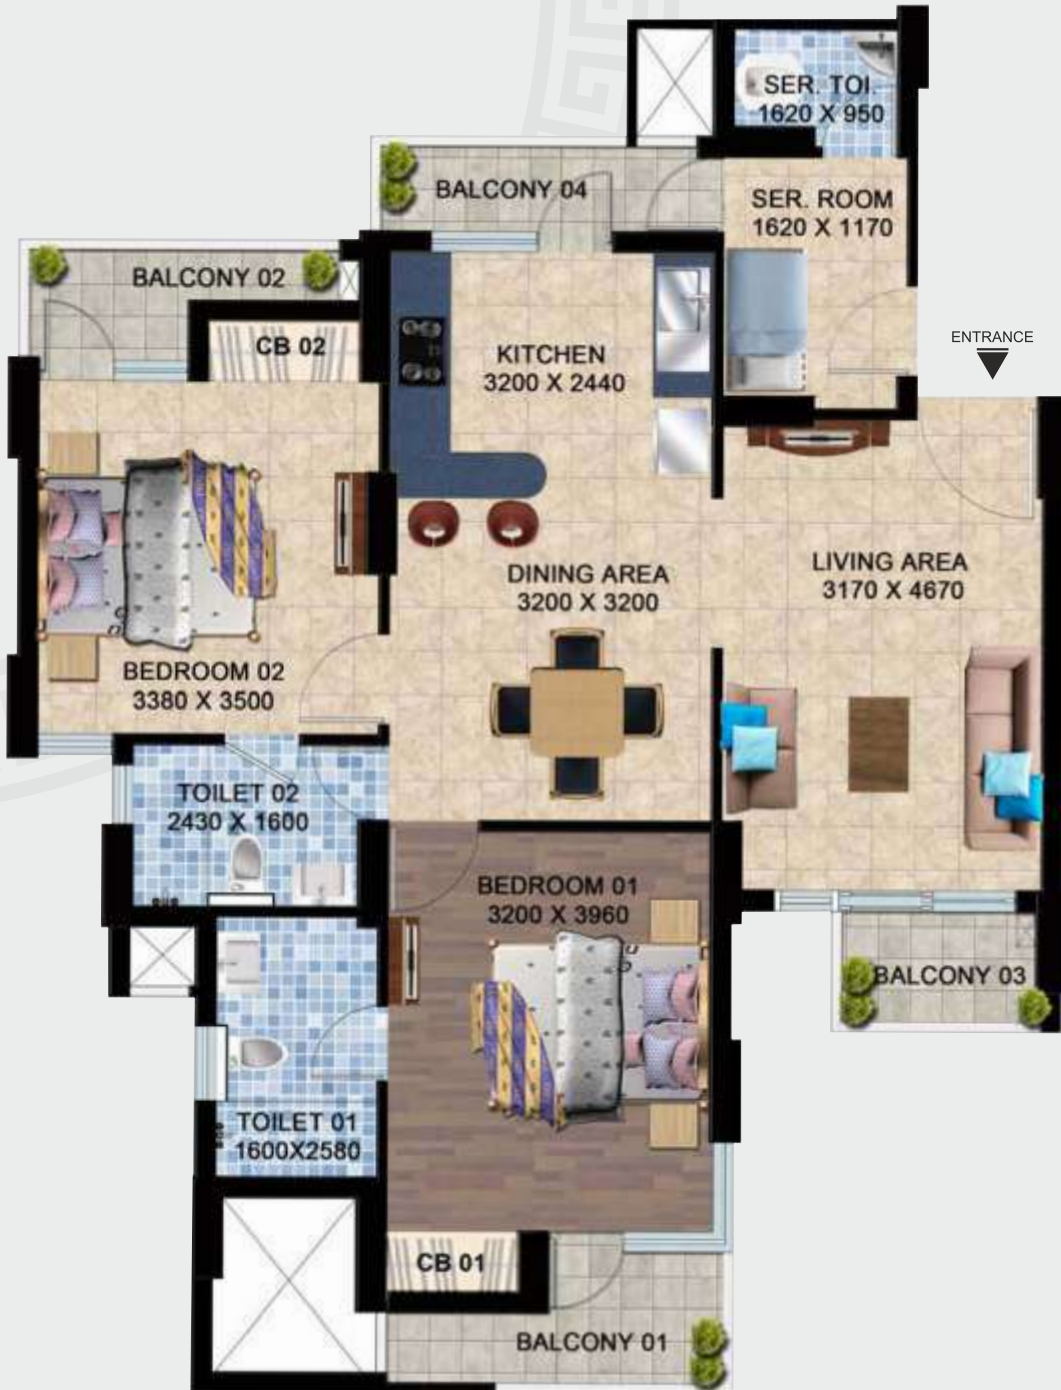 SER. TOI.
1620 X 950
BALCONY 04
SER. ROOM
1620 X 1170
BALCONY 02
ENTRANCE
CB 02
KITCHEN
3200 X 2440
LIVING AREA
3170 X 4670
DINING AREA
3200 X 3200
BEDROOM 02
3380 X 3500
TOILET 02
2430 X 1600
BEDROOM 01
3200 X 3960
BALCONY 03
TOILET 01
1600X2580
CB 01
BALCONY 01